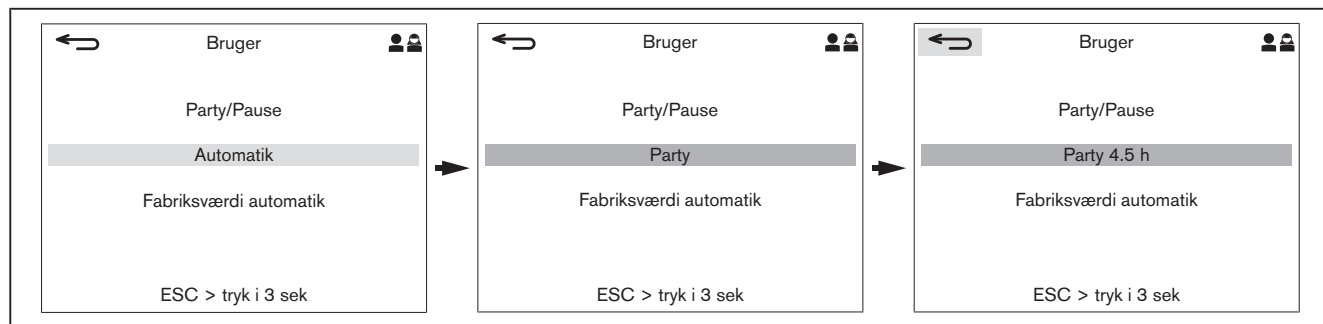 Bruger
Party/Pause
Automatik
Fabriksværdi automatik
ESC > tryk i 3 sek
Bruger
Party/Pause
Party
Fabriksværdi automatik
ESC > tryk i 3 sek
Bruger
Party/Pause
Party 4.5 h
Fabriksværdi automatik
ESC > tryk i 3 sek